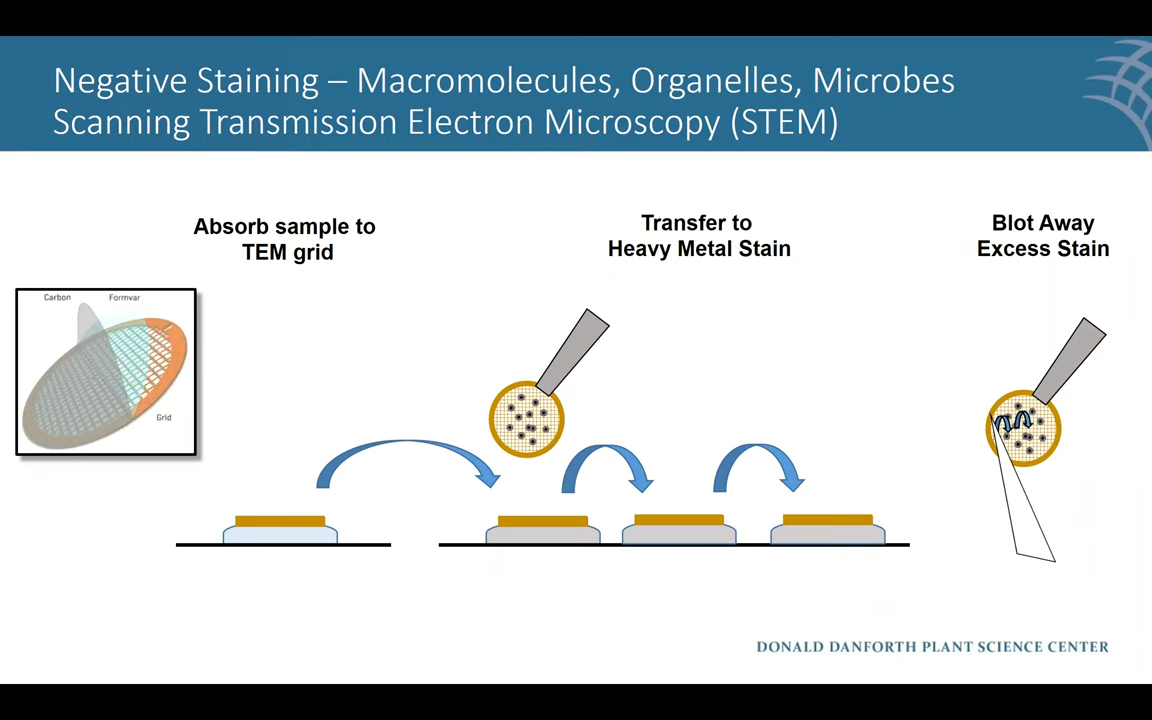 Negative Staining – Macromolecules, Organelles, Microbes
Scanning Transmission Electron Microscopy (STEM)
Absorb sample to
TEM grid
Transfer to
Heavy Metal Stain
Blot Away
Excess Stain
Carbon
Formvar
Grid
DONALD DANFORTH PLANT SCIENCE CENTER